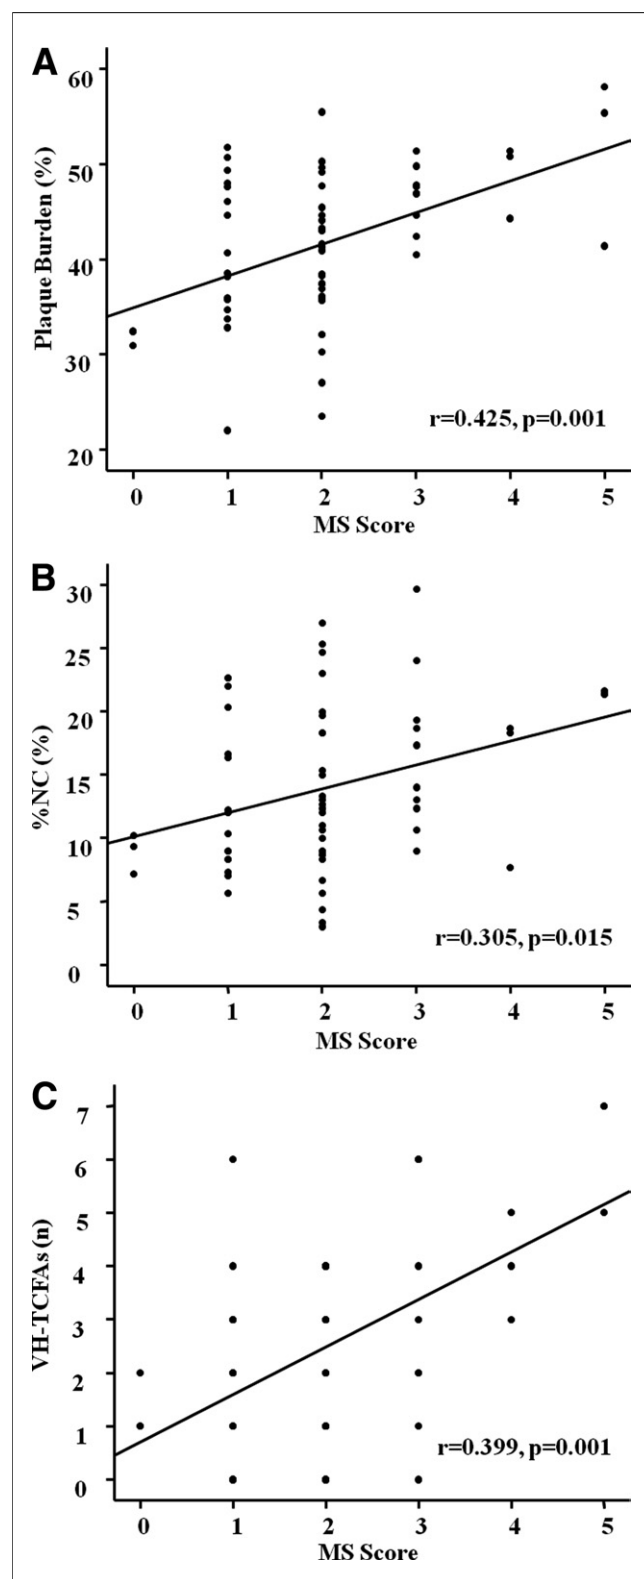 A
60
50
40
30
20
Plaque Burden (%)
r=0.425, p=0.001
0 1 2 3 4 5
MS Score
B
30
25
20
15
10
5
0
%NC (%)
r=0.305, p=0.015
0 1 2 3 4 5
MS Score
C
7
6
5
4
3
2
1
0
VH-TCFAs (n)
r=0.399, p=0.001
0 1 2 3 4 5
MS Score